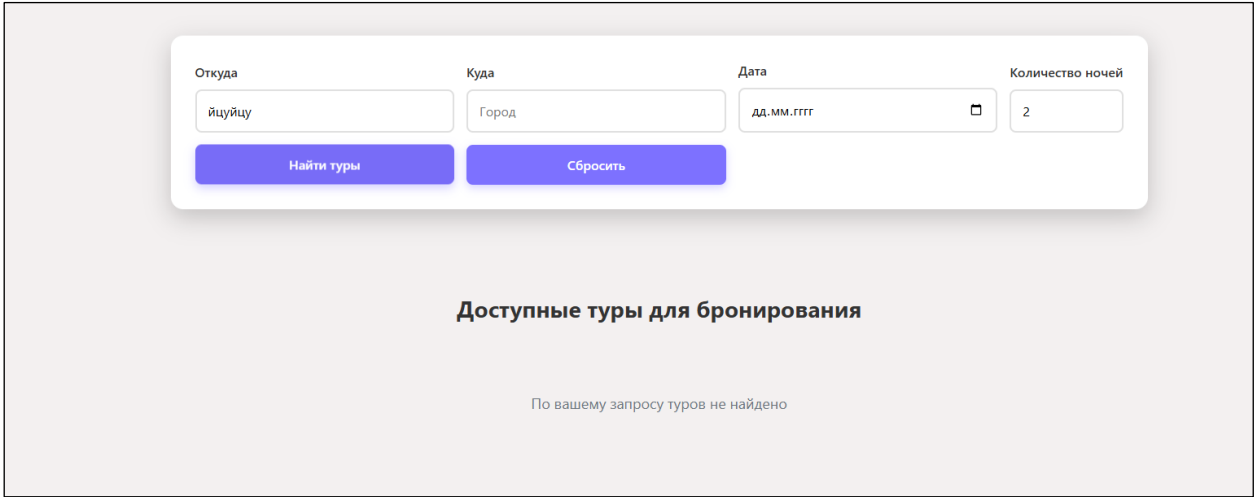 Откуда Куда Дата Количество ночей
йцуйцу Город дд.мм.гггг 2
Найти туры Сбросить
Доступные туры для бронирования
По вашему запросу туров не найдено